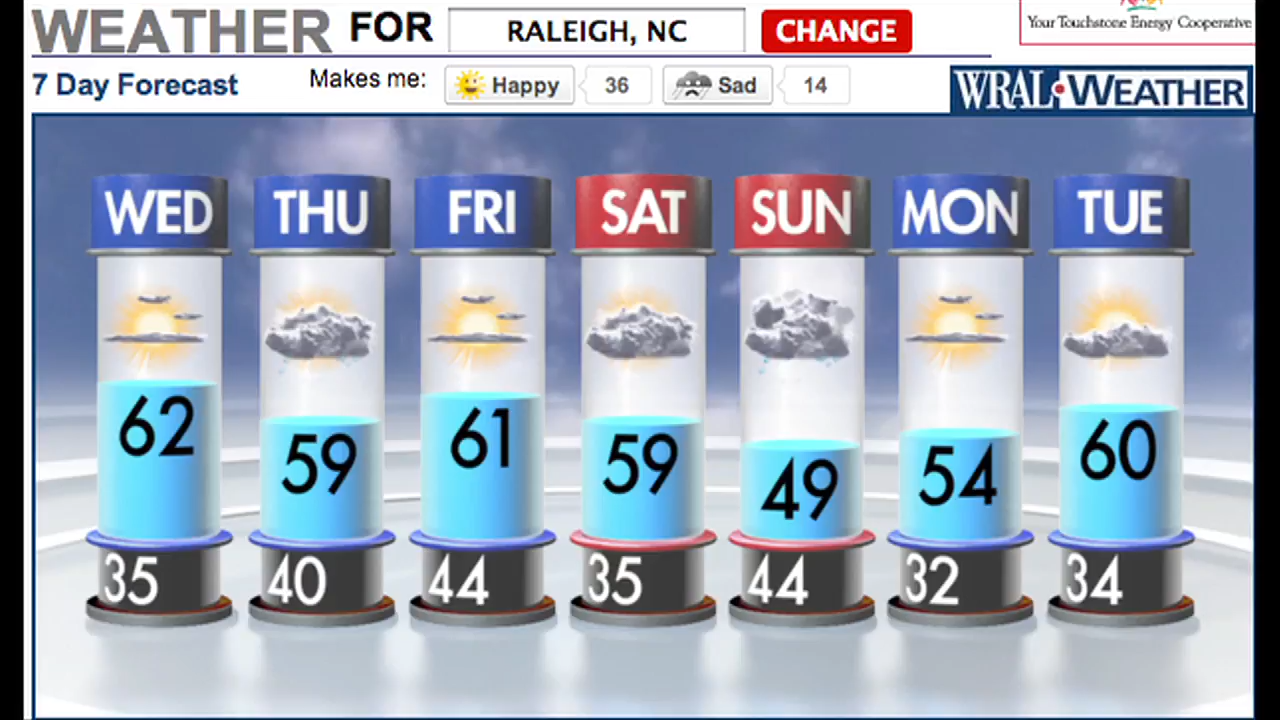 WEATHER FOR RALEIGH, NC CHANGE
Your Touchstone Energy Cooperative
7 Day Forecast Makes me: Happy 36 Sad 14
WRAL WEATHER
WED THU FRI SAT SUN MON TUE
62 59 61 59 49 54 60
35 40 44 35 44 32 34